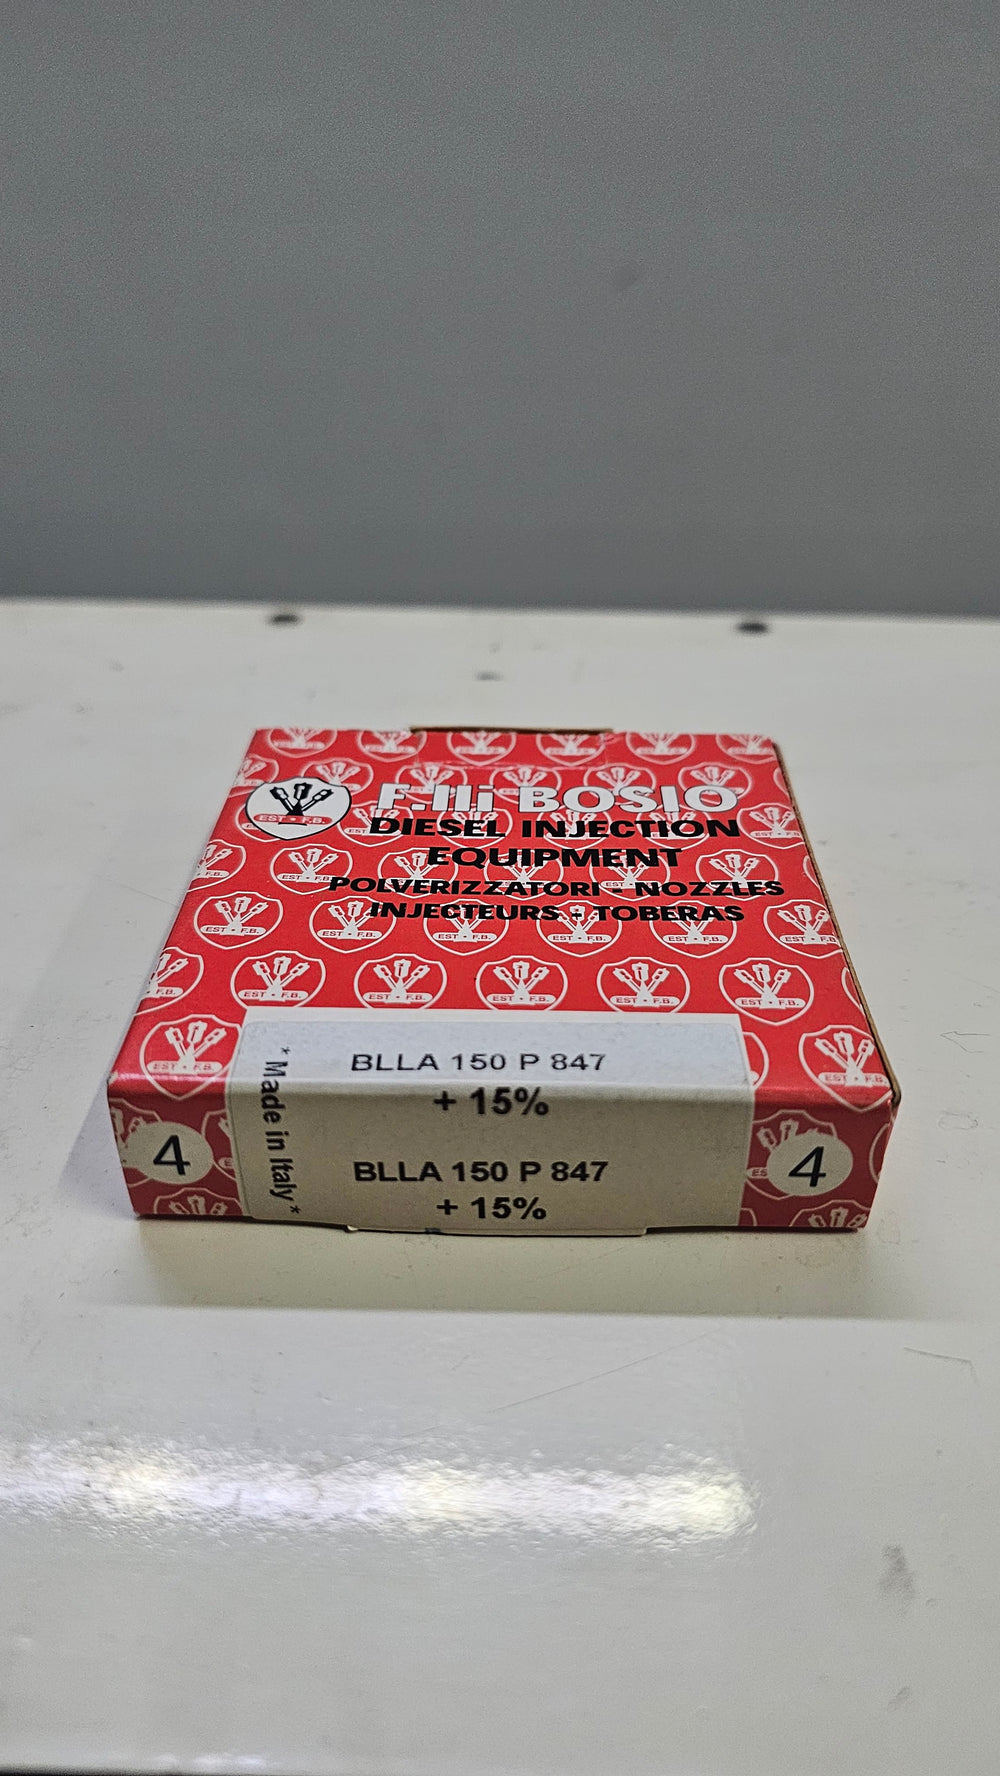 F.lli BOSIO
DIESEL INJECTION
EQUIPMENT
POLVERIZZATORI - NOZZLES
INJECTEURS - TOBERAS
EST • F.B.
* Made in Italy *
BLLA 150 P 847
+ 15%
BLLA 150 P 847
+ 15%
4
4